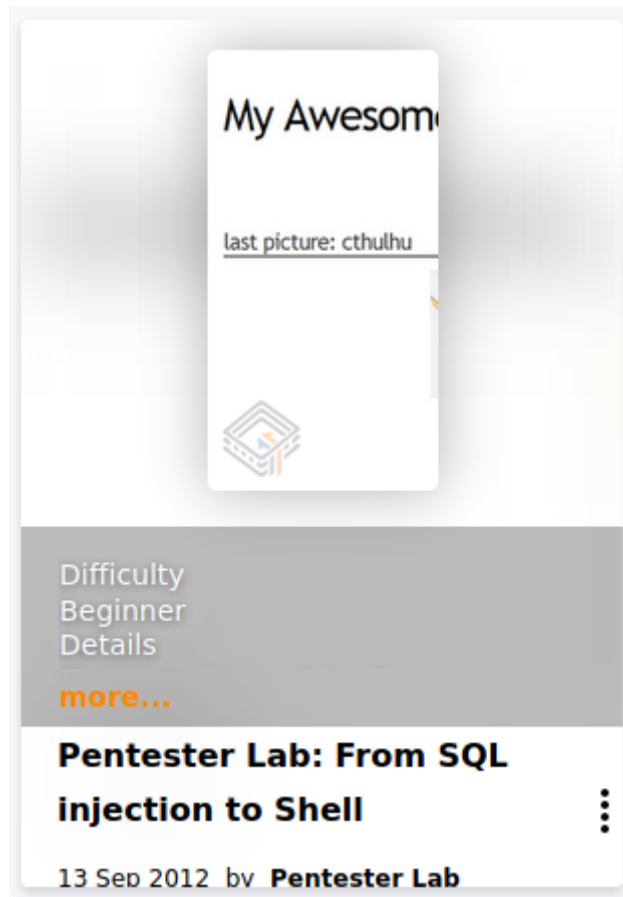 My Awesome
last picture: cthulhu
Difficulty
Beginner
Details
more...
Pentester Lab: From SQL
injection to Shell
13 Sep 2012 by Pentester Lab